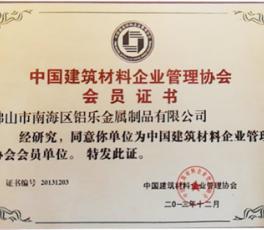 中国建筑材料企业管理协会
会员证书
佛山市南海区铝乐金属制品有限公司
经研究，同意你单位为中国建筑材料企业管理
协会会员单位。 特发此证。
证书编号 20131203
中国建筑材料企业管理协会
二〇一三年十二月